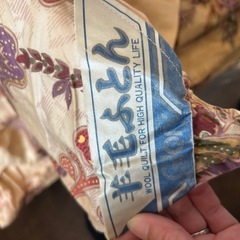 羊毛ふとん
WOOL QUILT FOR HIGH QUALITY LIFE